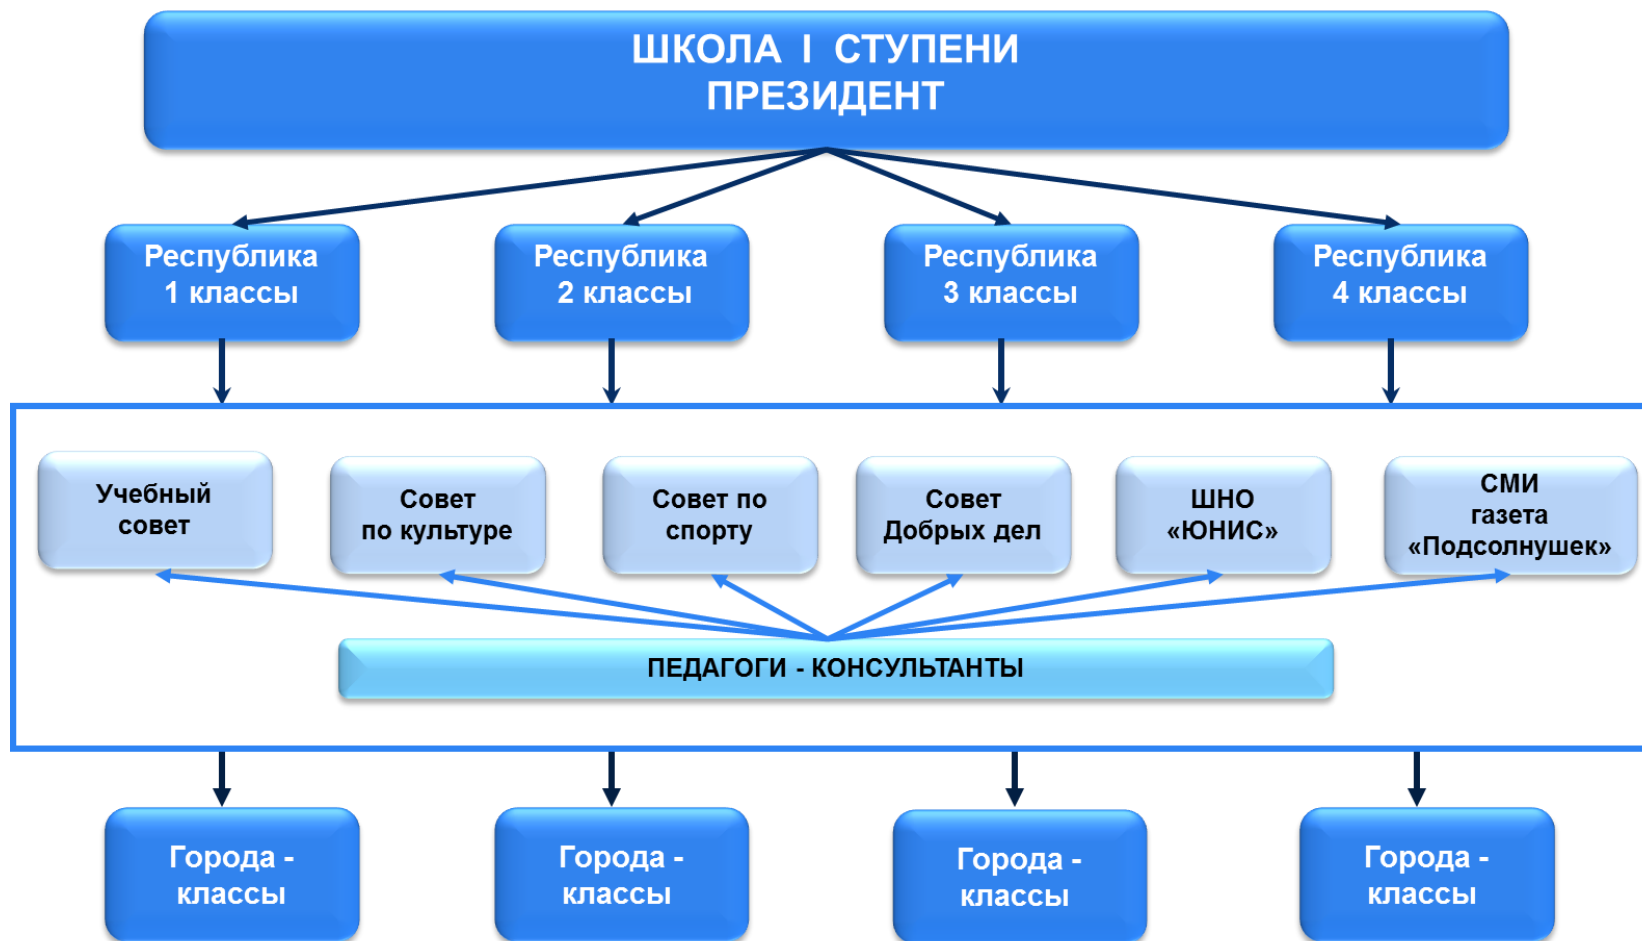 ШКОЛА I СТУПЕНИ
ПРЕЗИДЕНТ
Республика
1 классы
Республика
2 классы
Республика
3 классы
Республика
4 классы
Учебный
совет
Совет
по культуре
Совет по
спорту
Совет
Добрых дел
ШНО
«ЮНИС»
СМИ
газета
«Подсолнушек»
ПЕДАГОГИ - КОНСУЛЬТАНТЫ
Города -
классы
Города -
классы
Города -
классы
Города -
классы